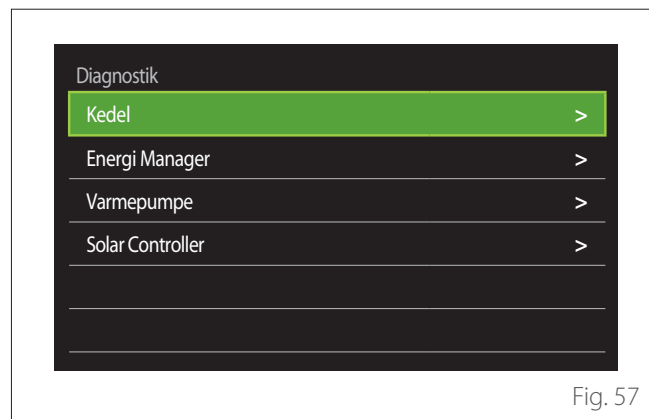 Diagnostik
Kedel >
Energi Manager >
Varmepumpe >
Solar Controller >
Fig. 57